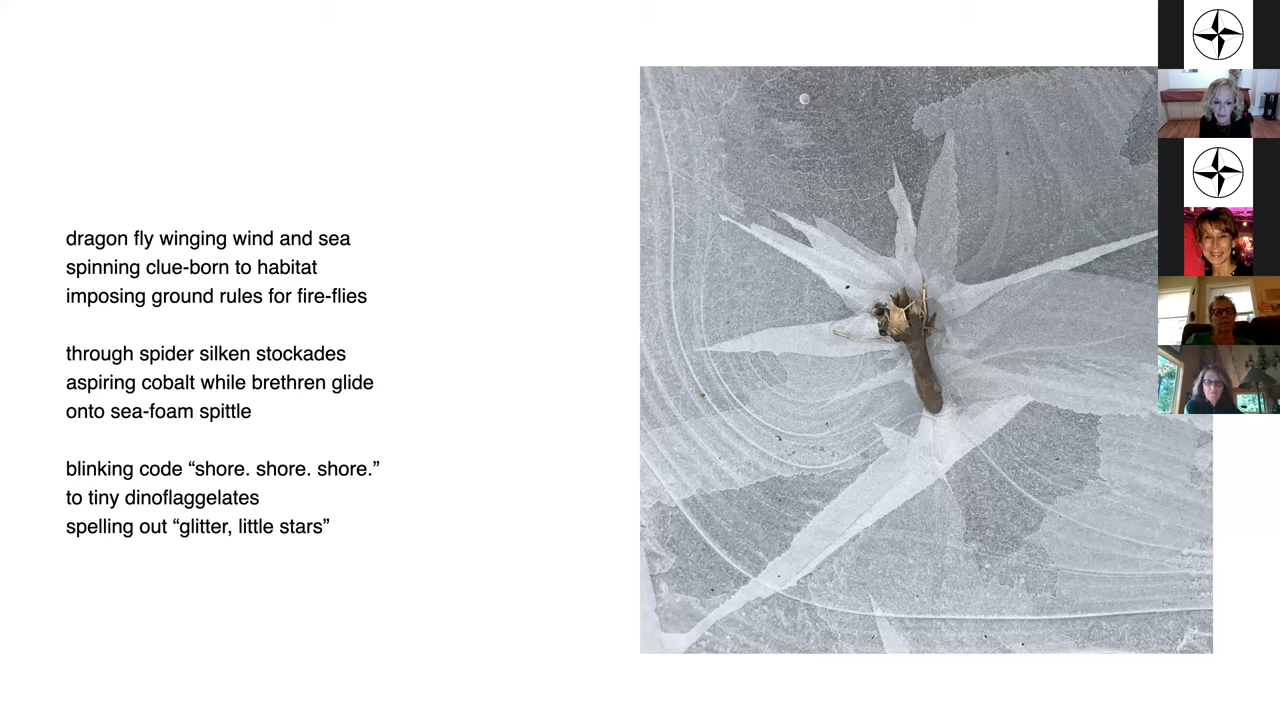 dragon fly winging wind and sea
spinning clue-born to habitat
imposing ground rules for fire-flies
through spider silken stockades
aspiring cobalt while brethren glide
onto sea-foam spittle
blinking code “shore. shore. shore.”
to tiny dinoflaggelates
spelling out “glitter, little stars”